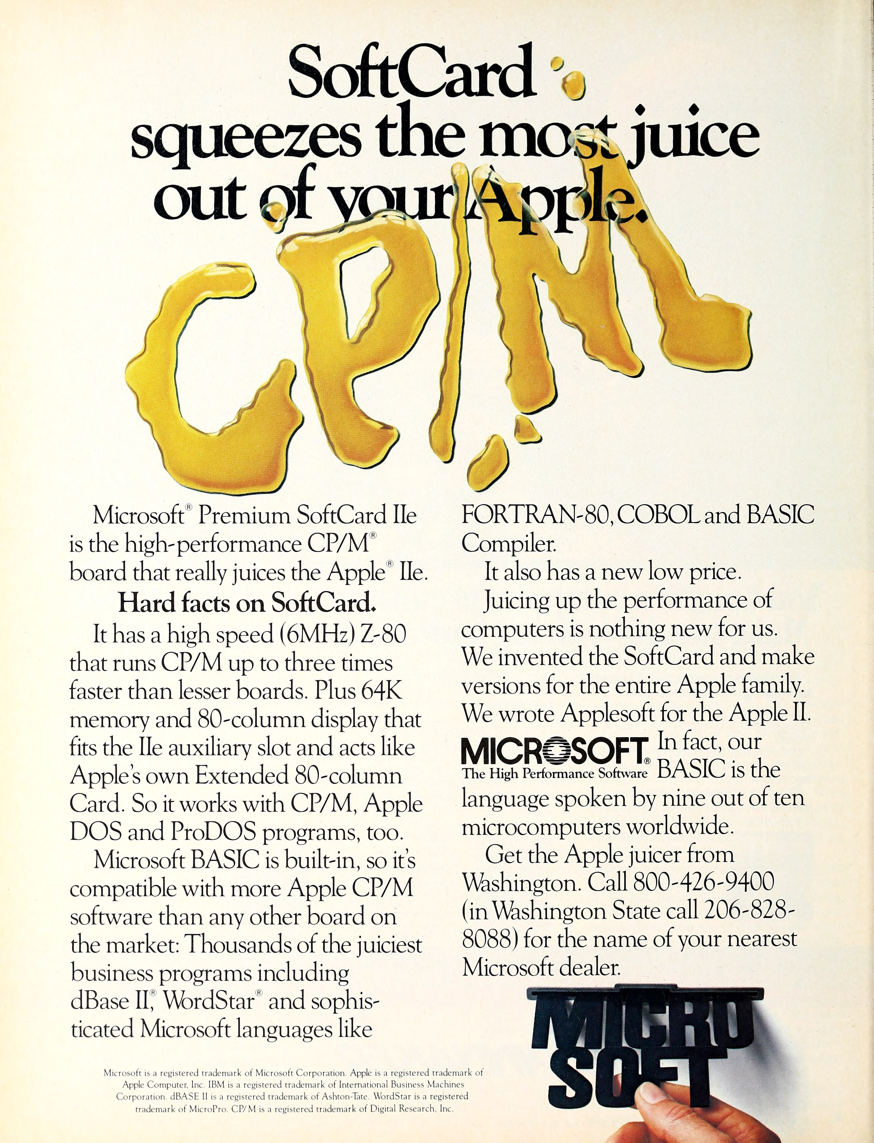 SoftCard
squeezes the most juice
out of your Apple.
CP/M
Microsoft® Premium SoftCard IIe
is the high-performance CP/M®
board that really juices the Apple® IIe.
Hard facts on SoftCard.
It has a high speed (6MHz) Z-80
that runs CP/M up to three times
faster than lesser boards. Plus 64K
memory and 80-column display that
fits the IIe auxiliary slot and acts like
Apple's own Extended 80-column
Card. So it works with CP/M, Apple
DOS and ProDOS programs, too.
Microsoft BASIC is built-in, so it's
compatible with more Apple CP/M
software than any other board on
the market: Thousands of the juiciest
business programs including
dBase II,® WordStar® and sophis-
ticated Microsoft languages like
FORTRAN-80, COBOL and BASIC
Compiler.
It also has a new low price.
Juicing up the performance of
computers is nothing new for us.
We invented the SoftCard and make
versions for the entire Apple family.
We wrote Applesoft for the Apple II.
MICROSOFT®
The High Performance Software
In fact, our
BASIC is the
language spoken by nine out of ten
microcomputers worldwide.
Get the Apple juicer from
Washington. Call 800-426-9400
(in Washington State call 206-828-
8088) for the name of your nearest
Microsoft dealer.
MICRO
SOFT
Microsoft is a registered trademark of Microsoft Corporation. Apple is a registered trademark of
Apple Computer, Inc. IBM is a registered trademark of International Business Machines
Corporation. dBASE II is a registered trademark of Ashton-Tate. WordStar is a registered
trademark of MicroPro. CP/M is a registered trademark of Digital Research, Inc.